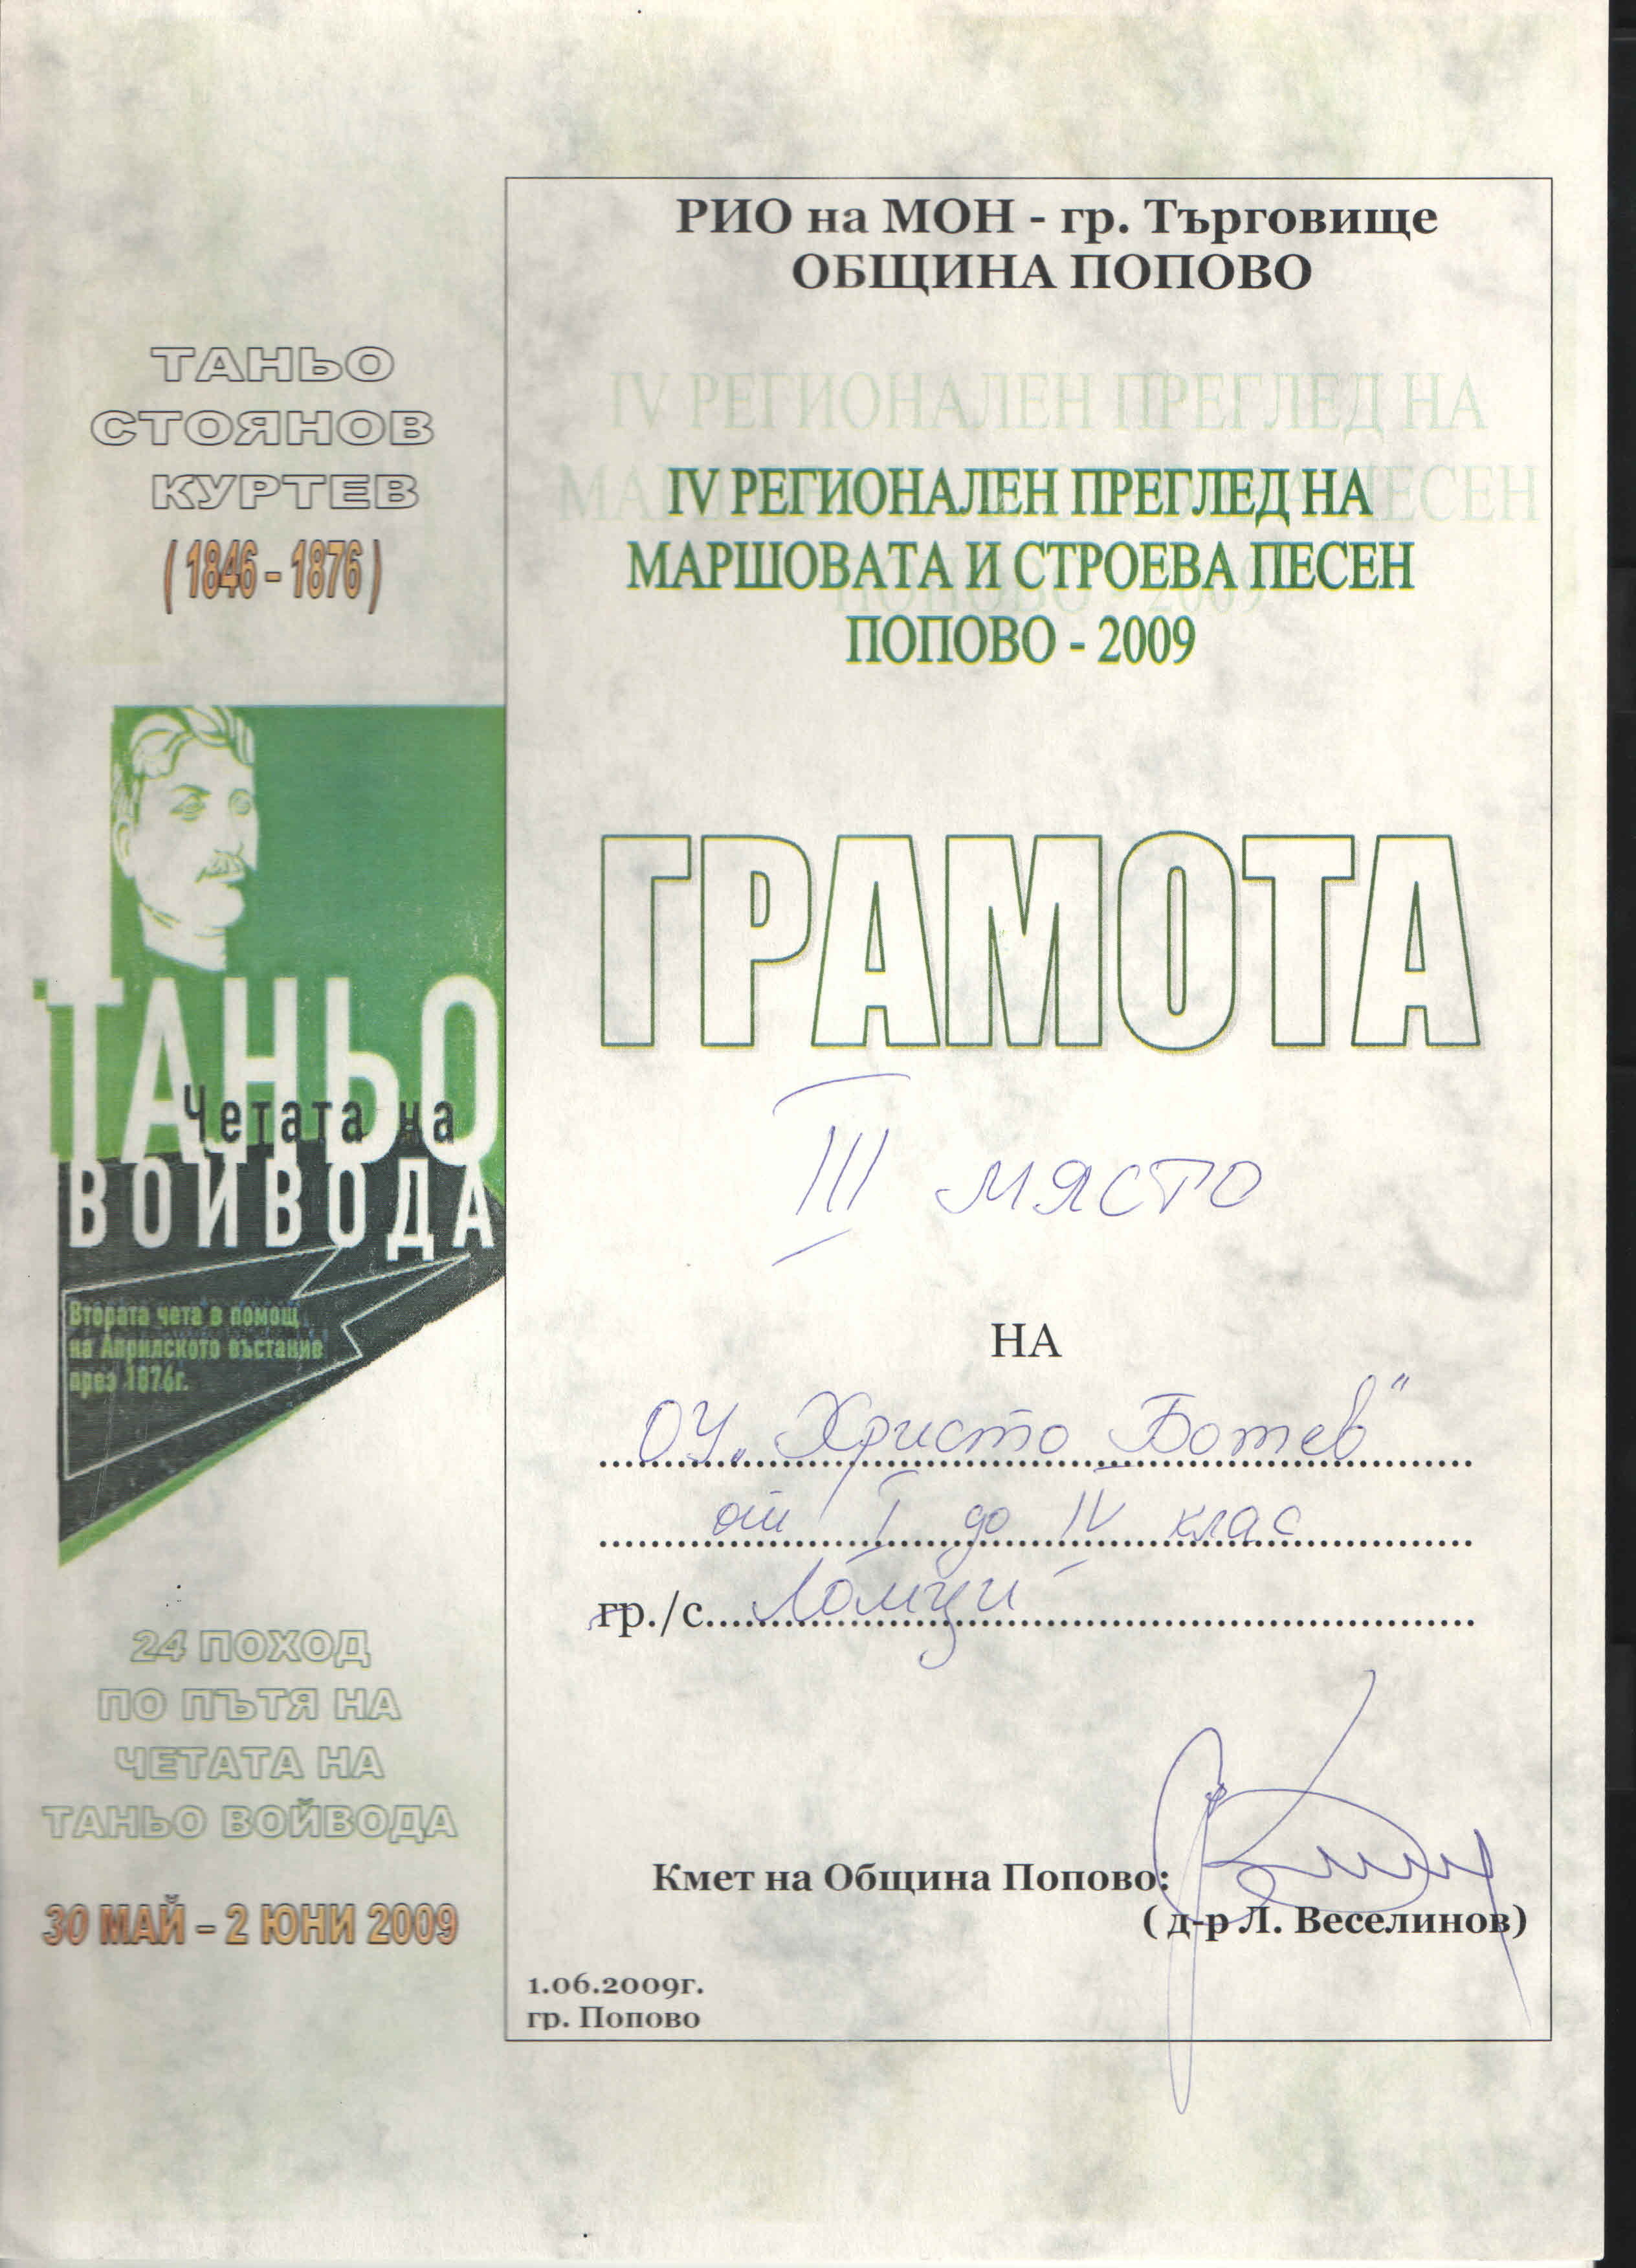 ТАНЬО
СТОЯНОВ
КУРТЕВ
( 1846 - 1876 )
ТАНЬО
Четата на
ВОЙВОДА
Втората чета в помощ
на Априлското въстание
през 1876г.
24 ПОХОД
ПО ПЪТЯ НА
ЧЕТАТА НА
ТАНЬО ВОЙВОДА
30 МАЙ – 2 ЮНИ 2009
РИО на МОН - гр. Търговище
ОБЩИНА ПОПОВО
IV РЕГИОНАЛЕН ПРЕГЛЕД НА
МАРШОВАТА И СТРОЕВА ПЕСЕН
ПОПОВО - 2009
ГРАМОТА
III място
НА
ОУ „Христо Ботев"
от I до IV клас
гр./с. Ломци
Кмет на Община Попово:
( д-р Л. Веселинов)
1.06.2009г.
гр. Попово